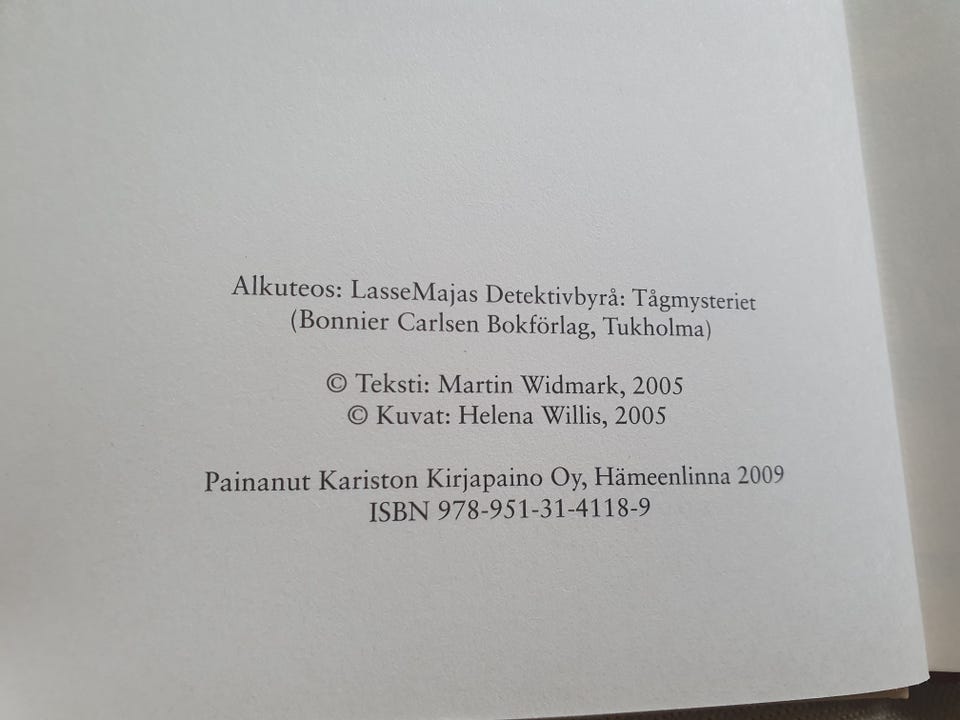 Alkuteos: LasseMajas Detektivbyrå: Tågmysteriet
(Bonnier Carlsen Bokförlag, Tukholma)
© Teksti: Martin Widmark, 2005
© Kuvat: Helena Willis, 2005
Painanut Kariston Kirjapaino Oy, Hämeenlinna 2009
ISBN 978-951-31-4118-9